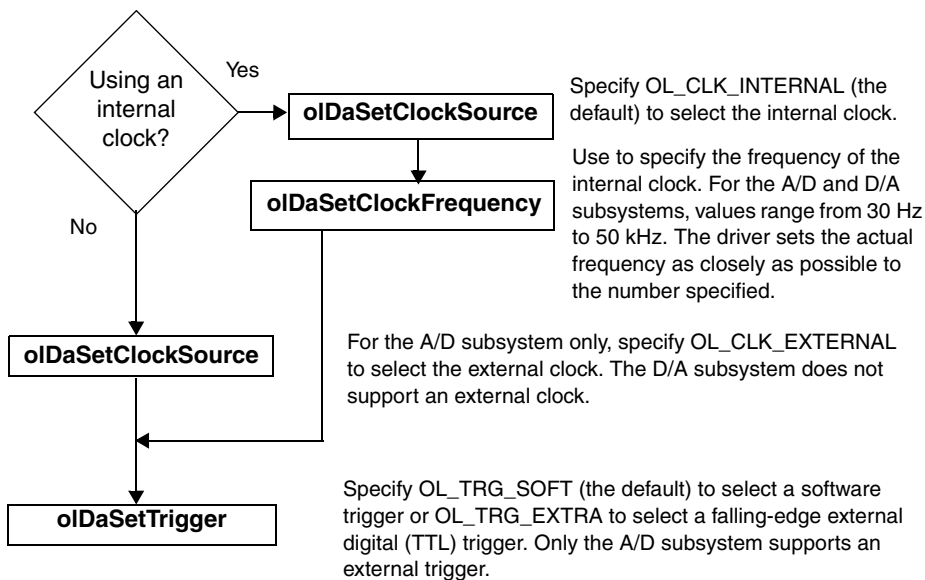 Using an
internal
clock?
Yes
olDaSetClockSource
Specify OL_CLK_INTERNAL (the
default) to select the internal clock.
olDaSetClockFrequency
Use to specify the frequency of the
internal clock. For the A/D and D/A
subsystems, values range from 30 Hz
to 50 kHz. The driver sets the actual
frequency as closely as possible to
the number specified.
No
olDaSetClockSource
For the A/D subsystem only, specify OL_CLK_EXTERNAL
to select the external clock. The D/A subsystem does not
support an external clock.
olDaSetTrigger
Specify OL_TRG_SOFT (the default) to select a software
trigger or OL_TRG_EXTRA to select a falling-edge external
digital (TTL) trigger. Only the A/D subsystem supports an
external trigger.